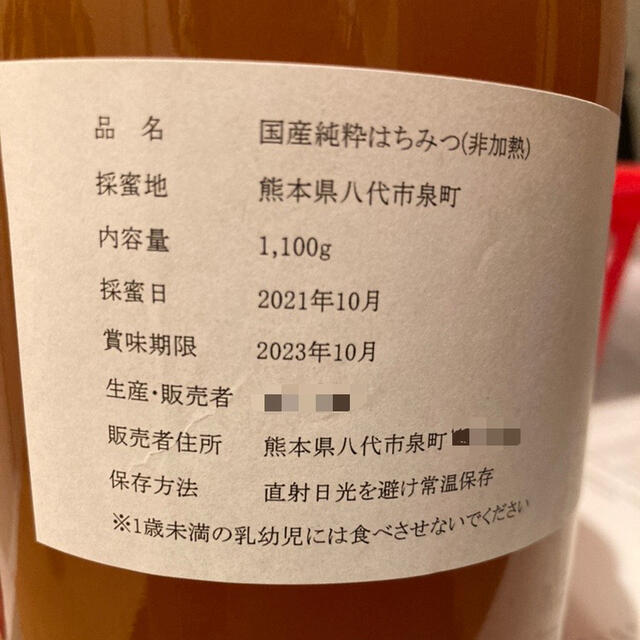 品名 国産純粋はちみつ(非加熱)
採蜜地 熊本県八代市泉町
内容量 1,100g
採蜜日 2021年10月
賞味期限 2023年10月
生産・販売者
販売者住所 熊本県八代市泉町
保存方法 直射日光を避け常温保存
※1歳未満の乳幼児には食べさせないでください